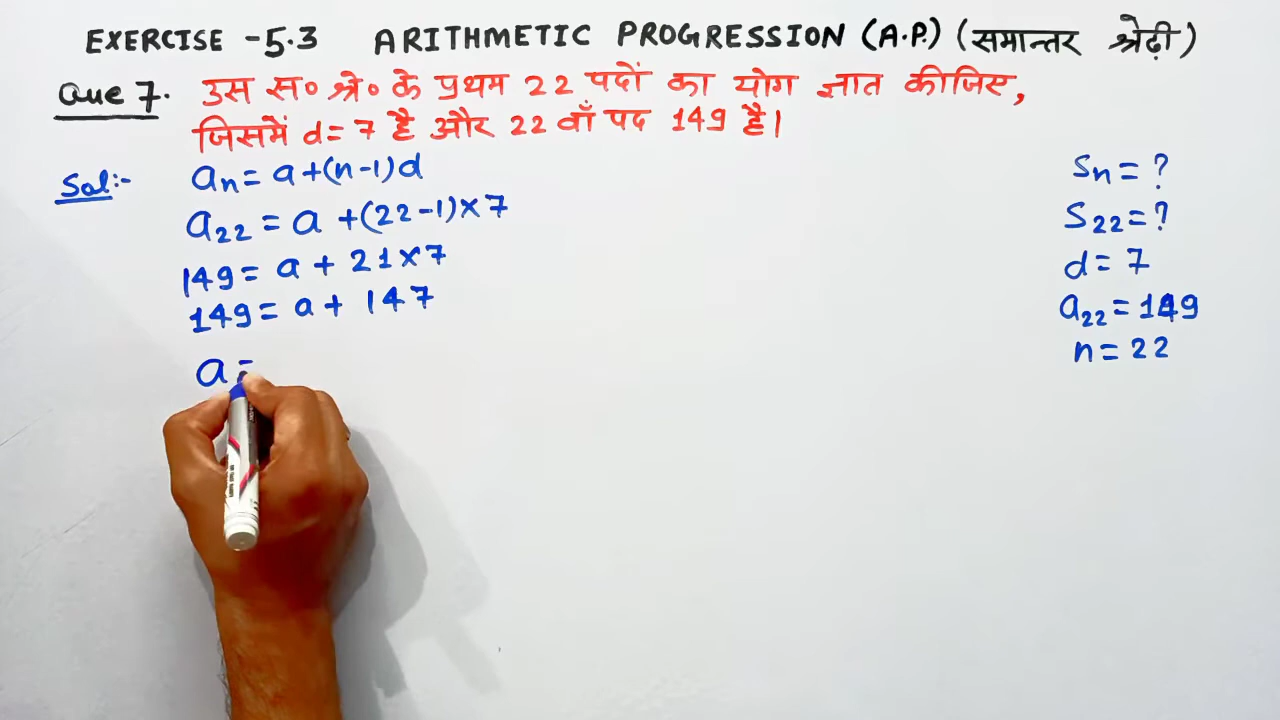 EXERCISE -5.3 ARITHMETIC PROGRESSION (A.P.) (समान्तर श्रेढ़ी)
Que 7. उस स० श्रे० के प्रथम 22 पदों का योग ज्ञात कीजिए,
जिसमें d=7 है और 22 वाँ पद 149 है।
Sol:- an = a+(n-1)d
a22 = a +(22-1)×7
149= a + 21×7
149= a + 147
a =
Sn = ?
S22 = ?
d = 7
a22 = 149
n = 22